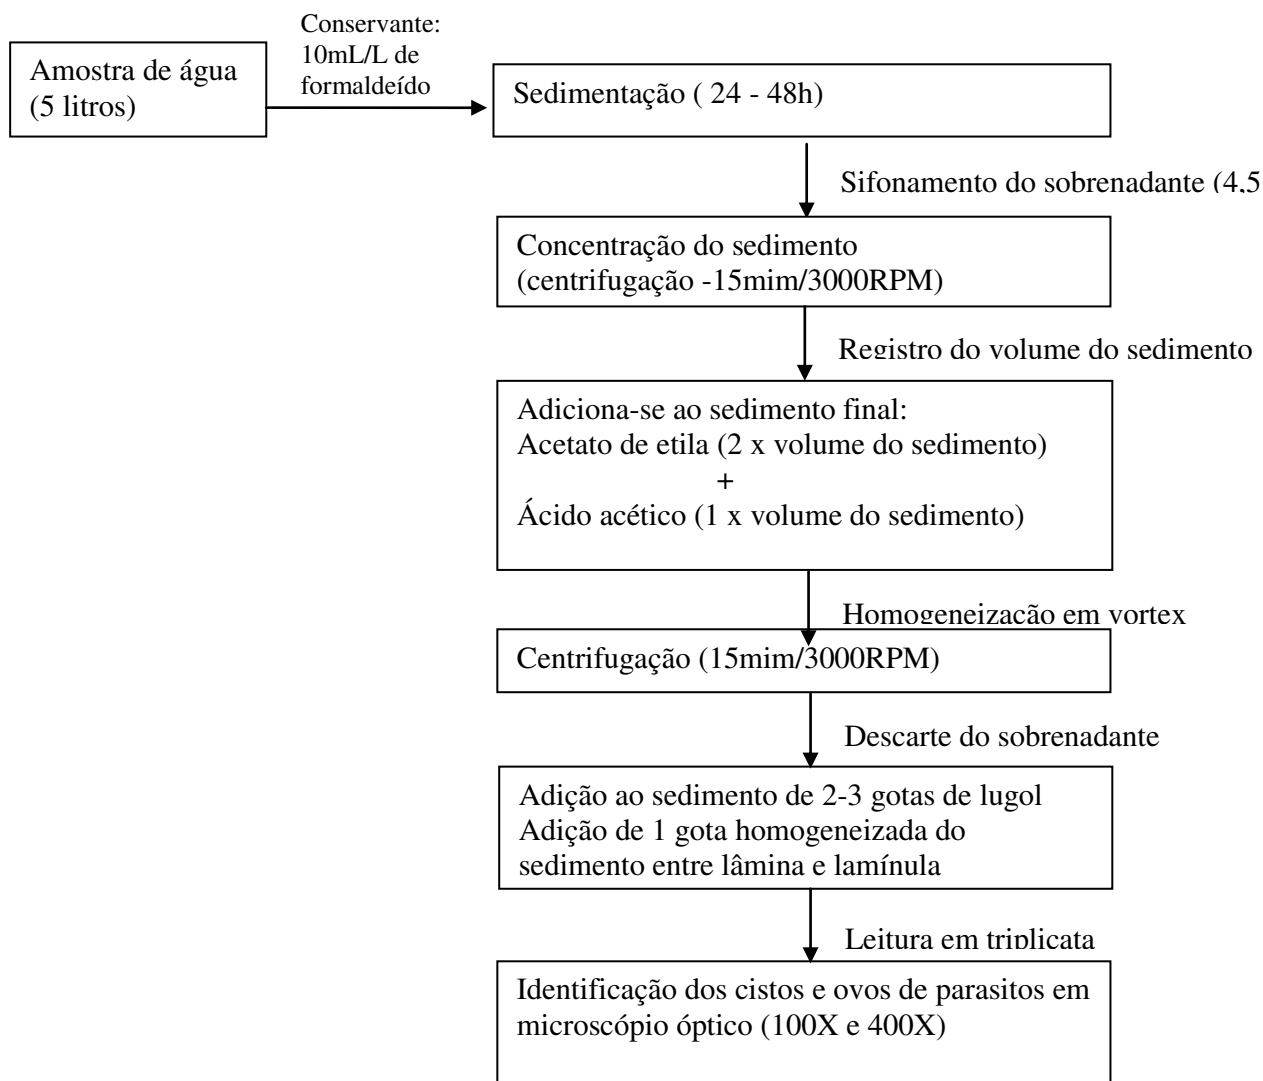 Conservante:
10mL/L de
formaldeído
Amostra de água
(5 litros)
Sedimentação ( 24 - 48h)
Sifonamento do sobrenadante (4,5
Concentração do sedimento
(centrifugação -15mim/3000RPM)
Registro do volume do sedimento
Adiciona-se ao sedimento final:
Acetato de etila (2 x volume do sedimento)
+
Ácido acético (1 x volume do sedimento)
Homogeneização em vortex
Centrifugação (15mim/3000RPM)
Descarte do sobrenadante
Adição ao sedimento de 2-3 gotas de lugol
Adição de 1 gota homogeneizada do
sedimento entre lâmina e lamínula
Leitura em triplicata
Identificação dos cistos e ovos de parasitos em
microscópio óptico (100X e 400X)